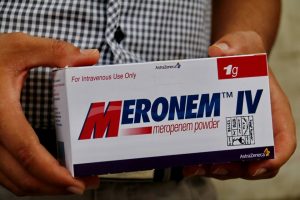 AstraZeneca
1g
For Intravenous Use Only
MERONEM™ IV
meropenem powder
AstraZeneca